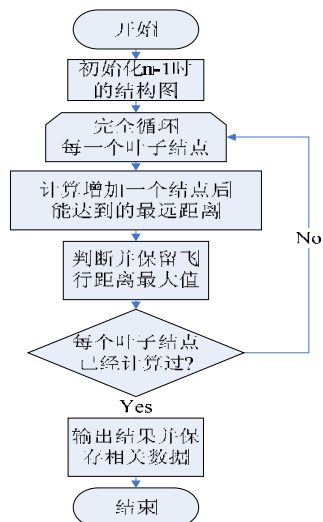 开始
初始化n-1时
的结构图
完全循环
每一个叶子结点
计算增加一个结点后
能达到的最远距离
No
判断并保留飞
行距离最大值
每个叶子结点
已经计算过?
Yes
输出结果并保
存相关数据
结束